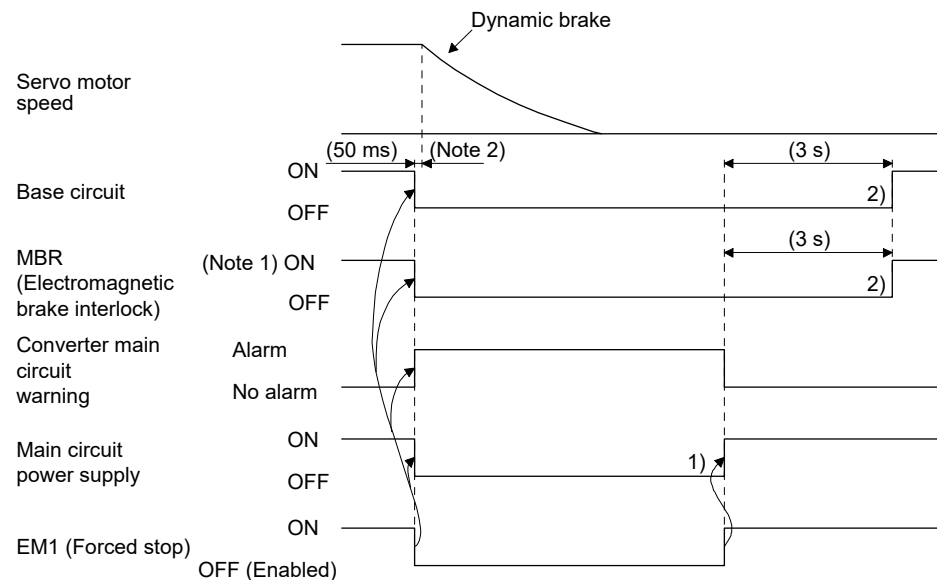 Dynamic brake
Servo motor
speed
(50 ms)
(Note 2)
(3 s)
Base circuit
ON
OFF
2)
(3 s)
MBR
(Electromagnetic
brake interlock)
(Note 1) ON
OFF
2)
Converter main
circuit
warning
Alarm
No alarm
Main circuit
power supply
ON
OFF
1)
EM1 (Forced stop)
ON
OFF (Enabled)